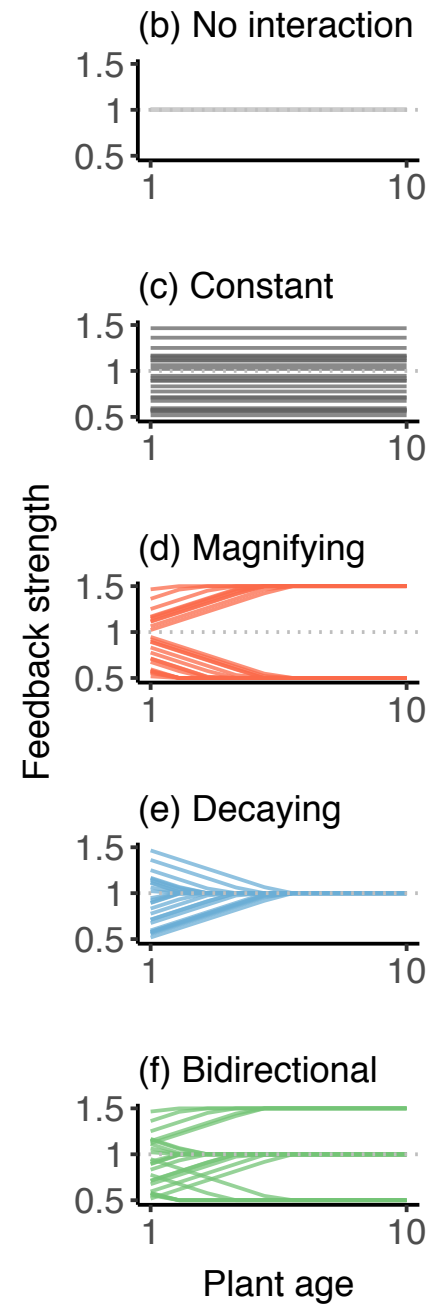 (b) No interaction
1.5
1
0.5
1 10
(c) Constant
1.5
1
0.5
1 10
Feedback strength
(d) Magnifying
1.5
1
0.5
1 10
(e) Decaying
1.5
1
0.5
1 10
(f) Bidirectional
1.5
1
0.5
1 10
Plant age